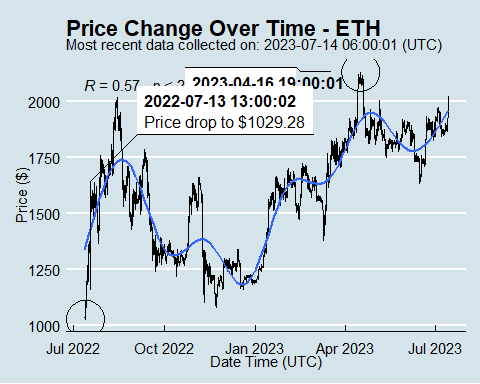 Price Change Over Time - ETH
Most recent data collected on: 2023-07-14 06:00:01 (UTC)
R = 0.57,
2023-04-16 19:00:01
2022-07-13 13:00:02
Price drop to $1029.28
Price ($)
2000
1750
1500
1250
1000
Jul 2022 Oct 2022 Jan 2023 Apr 2023 Jul 2023
Date Time (UTC)